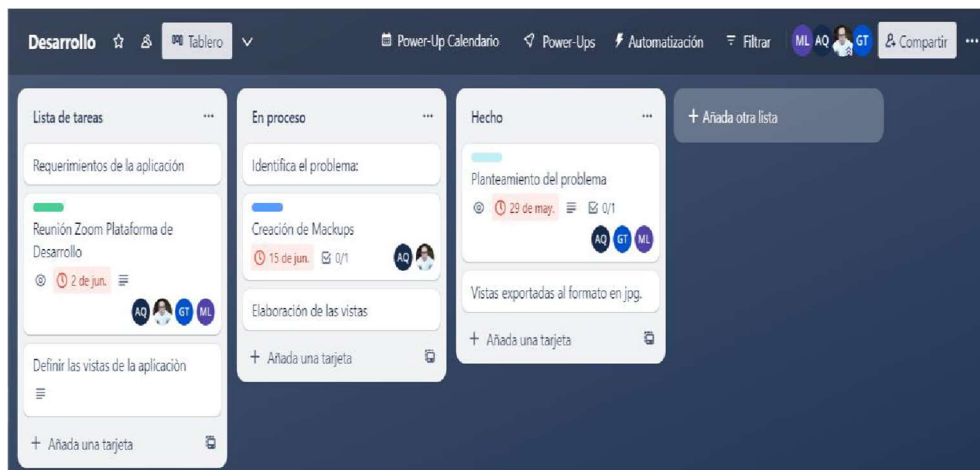 Desarrollo
Tablero
Power-Up Calendario
Power-Ups
Automatización
Filtrar
ML AQ GT
Compartir
Lista de tareas
Requerimientos de la aplicación
Reunión Zoom Plataforma de
Desarrollo
2 de jun.
AQ GT ML
Definir las vistas de la aplicaciòn
+ Añada una tarjeta
En proceso
Identifica el problema:
Creación de Mackups
15 de jun. 0/1
AQ
Elaboración de las vistas
+ Añada una tarjeta
Hecho
Planteamiento del problema
29 de may. 0/1
AQ GT ML
Vistas exportadas al formato en jpg.
+ Añada una tarjeta
+ Añada otra lista